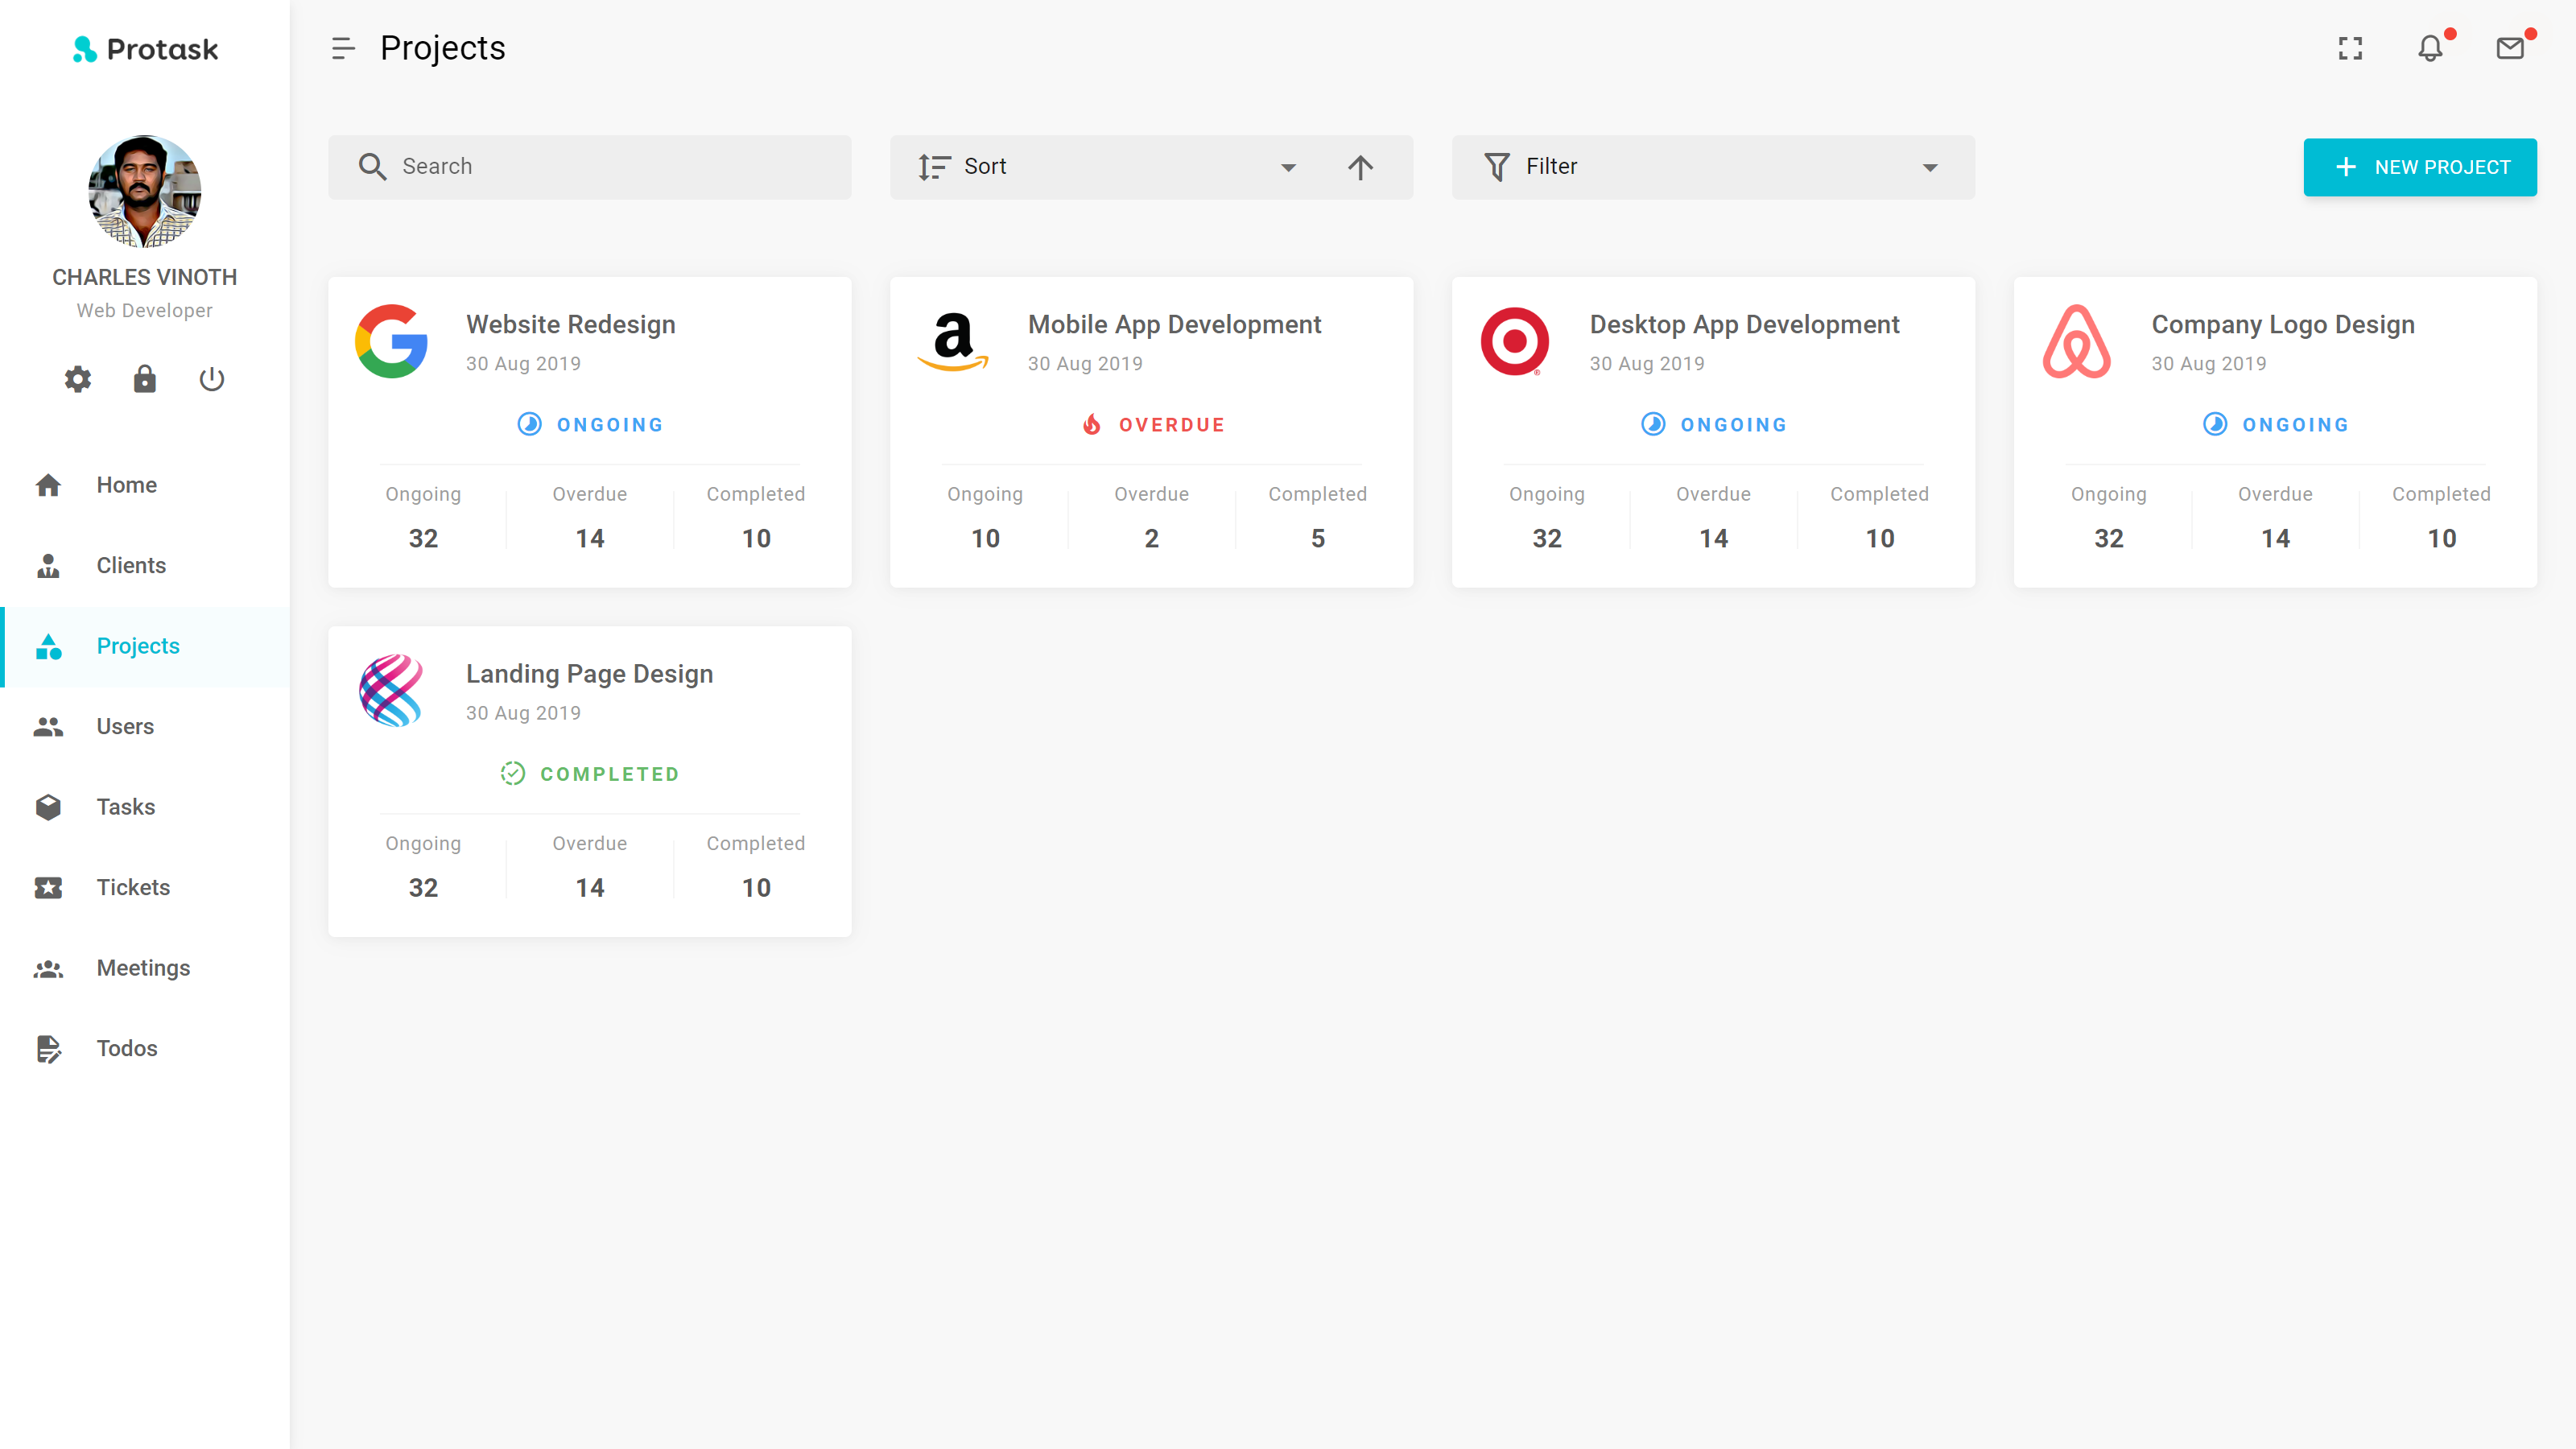 Protask
CHARLES VINOTH
Web Developer
Home
Clients
Projects
Users
Tasks
Tickets
Meetings
Todos
Projects
Search
Sort
Filter
NEW PROJECT
Website Redesign
30 Aug 2019
ONGOING
Ongoing Overdue Completed
32 14 10
a
Mobile App Development
30 Aug 2019
OVERDUE
Ongoing Overdue Completed
10 2 5
Desktop App Development
30 Aug 2019
ONGOING
Ongoing Overdue Completed
32 14 10
Company Logo Design
30 Aug 2019
ONGOING
Ongoing Overdue Completed
32 14 10
Landing Page Design
30 Aug 2019
COMPLETED
Ongoing Overdue Completed
32 14 10